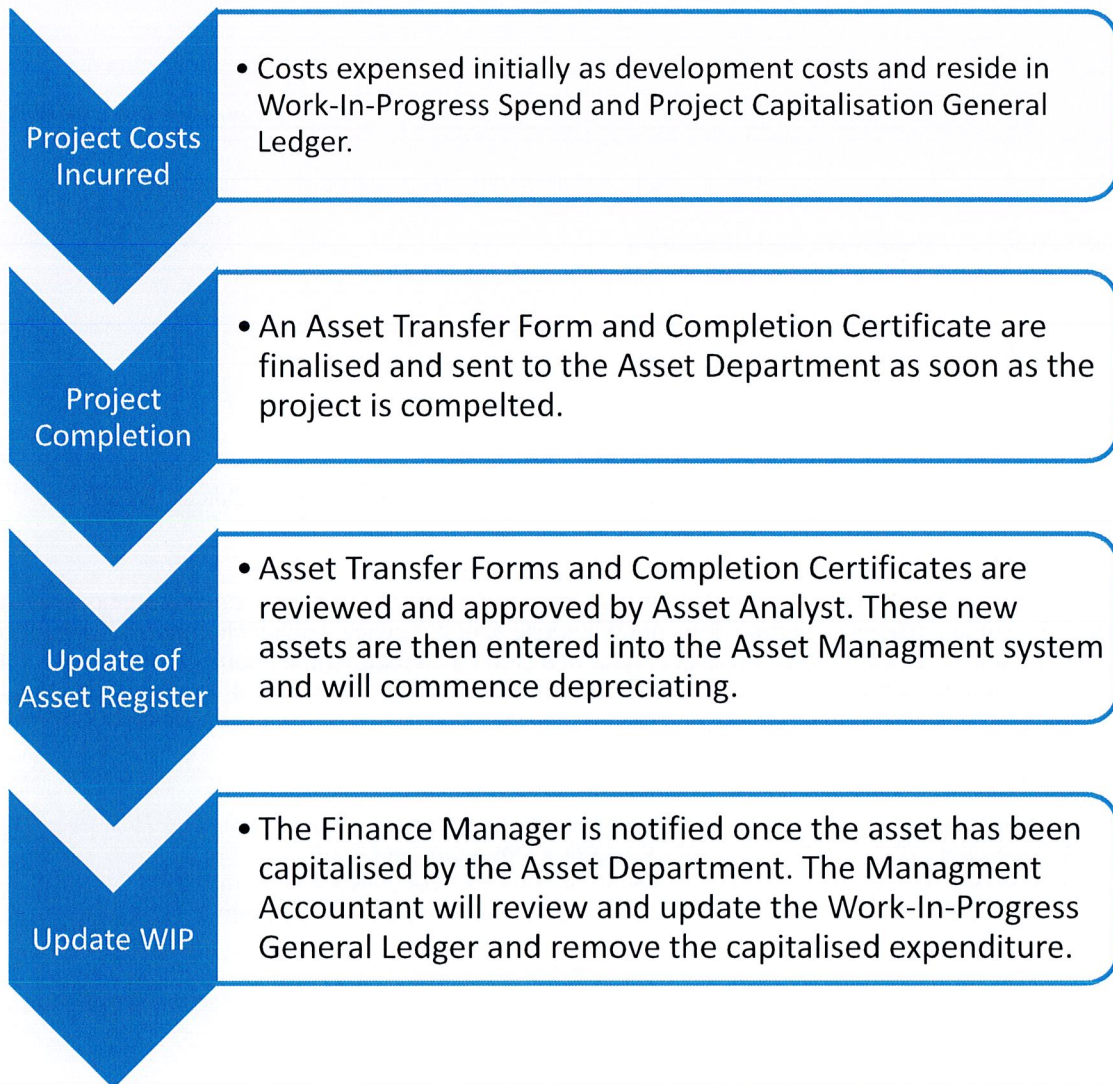 Project Costs
Incurred
• Costs expensed initially as development costs and reside in
Work-In-Progress Spend and Project Capitalisation General
Ledger.
Project
Completion
• An Asset Transfer Form and Completion Certificate are
finalised and sent to the Asset Department as soon as the
project is compelted.
Update of
Asset Register
• Asset Transfer Forms and Completion Certificates are
reviewed and approved by Asset Analyst. These new
assets are then entered into the Asset Managment system
and will commence depreciating.
Update WIP
• The Finance Manager is notified once the asset has been
capitalised by the Asset Department. The Managment
Accountant will review and update the Work-In-Progress
General Ledger and remove the capitalised expenditure.